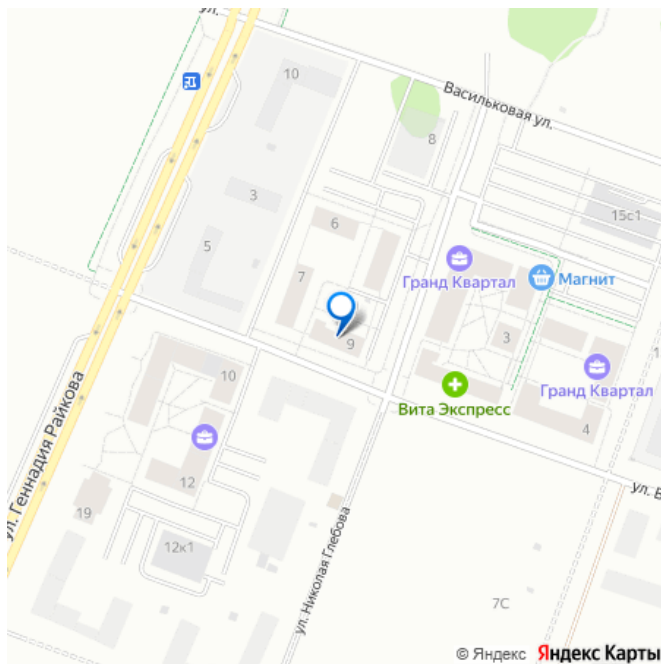 ул.
10
Васильковая ул.
8
3
15с1
6
5
Гранд Квартал
7
Магнит
3
9
10
Гранд Квартал
Вита Экспресс
4
ул. Геннадия Райкова
12
ул. В
19
ул. Николая Глебова
12к1
7С
© Яндекс Яндекс Карты